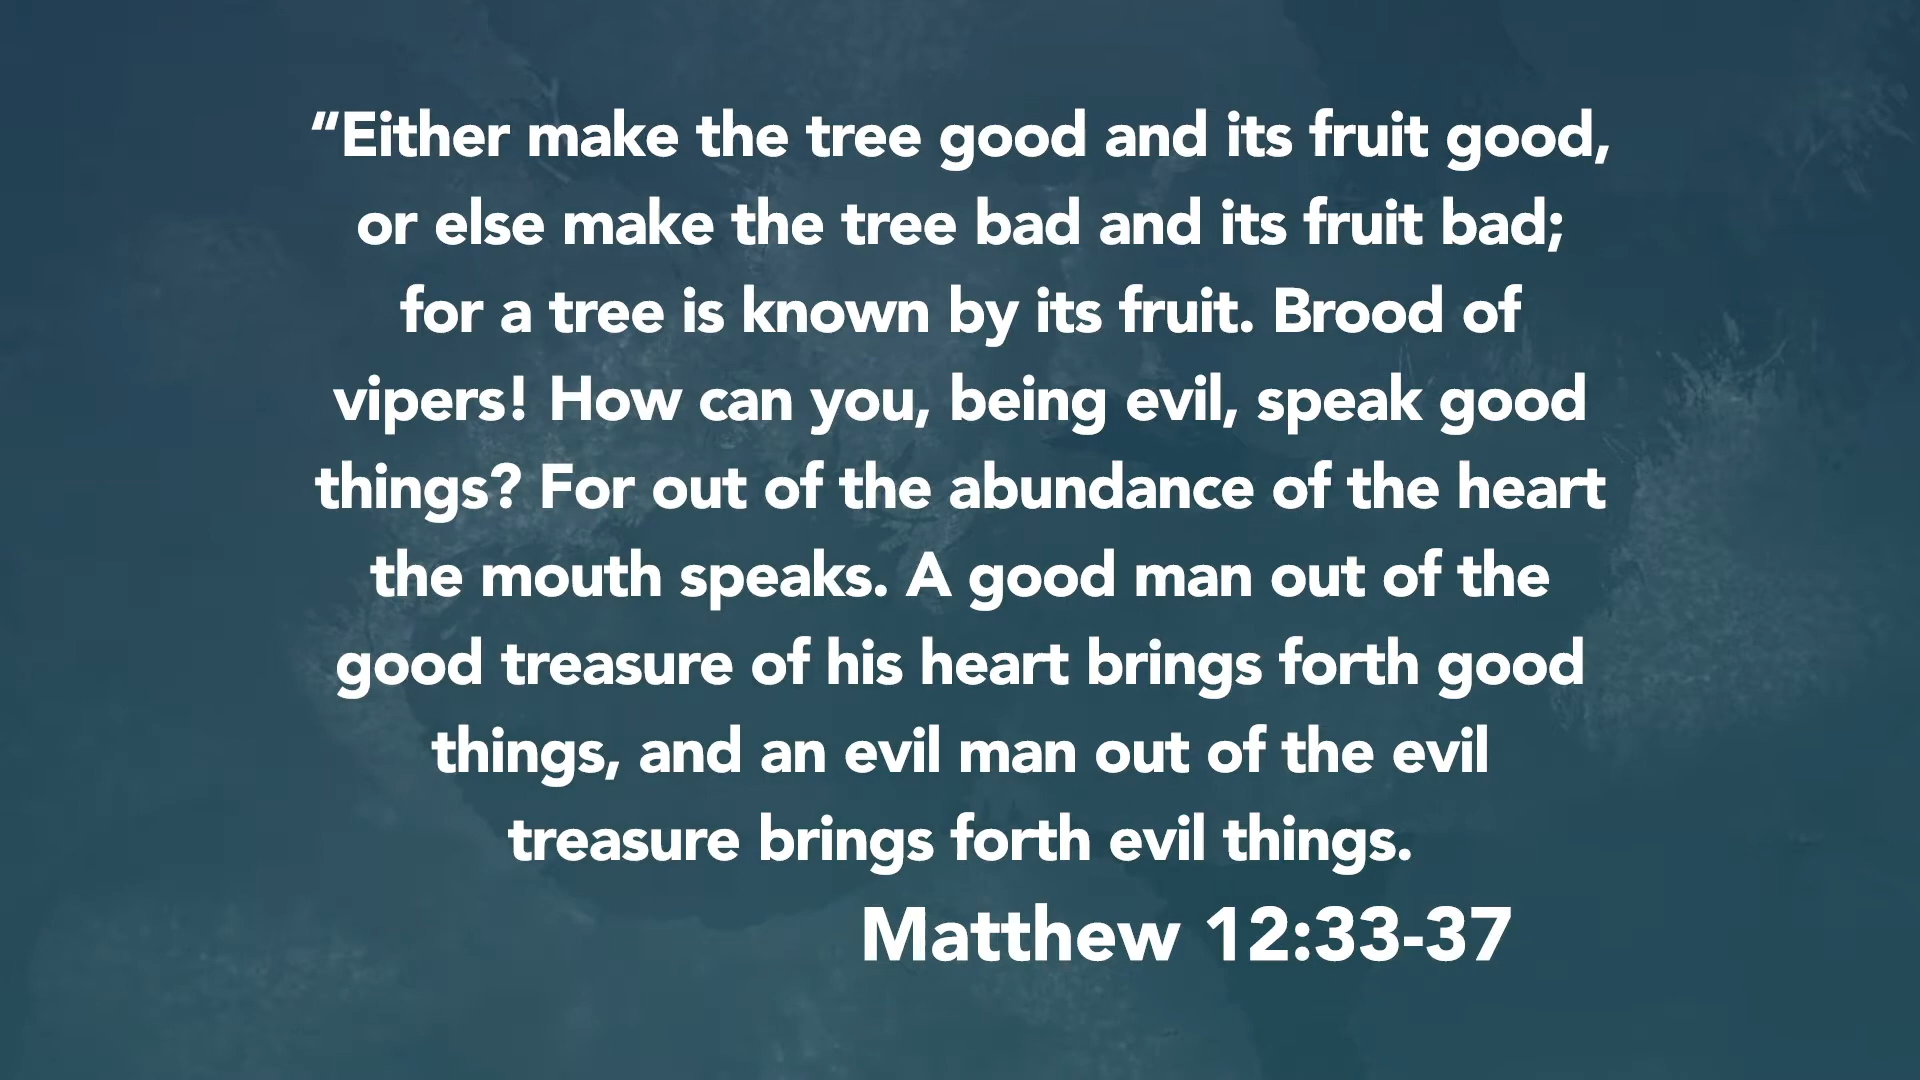 “Either make the tree good and its fruit good,
or else make the tree bad and its fruit bad;
for a tree is known by its fruit. Brood of
vipers! How can you, being evil, speak good
things? For out of the abundance of the heart
the mouth speaks. A good man out of the
good treasure of his heart brings forth good
things, and an evil man out of the evil
treasure brings forth evil things.
Matthew 12:33-37